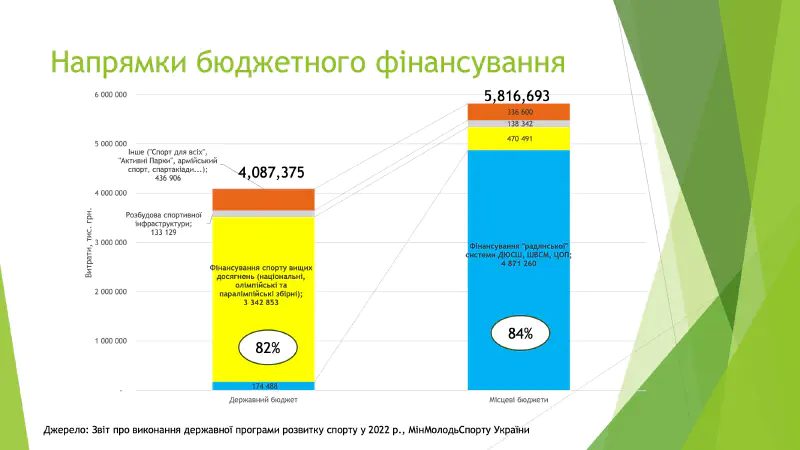 Напрямки бюджетного фінансування
6 000 000
5 000 000
4 000 000
3 000 000
2 000 000
1 000 000
-
Витрати, тис. грн.
Інше ("Спорт для всіх",
"Активні Парки", армійський
спорт, спартакіади...);
436 906
Розбудова спортивної
інфраструктури;
133 129
4,087,375
Фінансування спорту вищих
досягнень (національні,
олімпійські та
паралімпійські збірні);
3 342 853
82%
174 488
Державний бюджет
5,816,693
336 600
138 342
470 491
Фінансування "радянської"
системи ДЮСШ, ШВСМ, ЦОП;
4 871 260
84%
Місцеві бюджети
Джерело: Звіт про виконання державної програми розвитку спорту у 2022 р., МінМолодьСпорту України